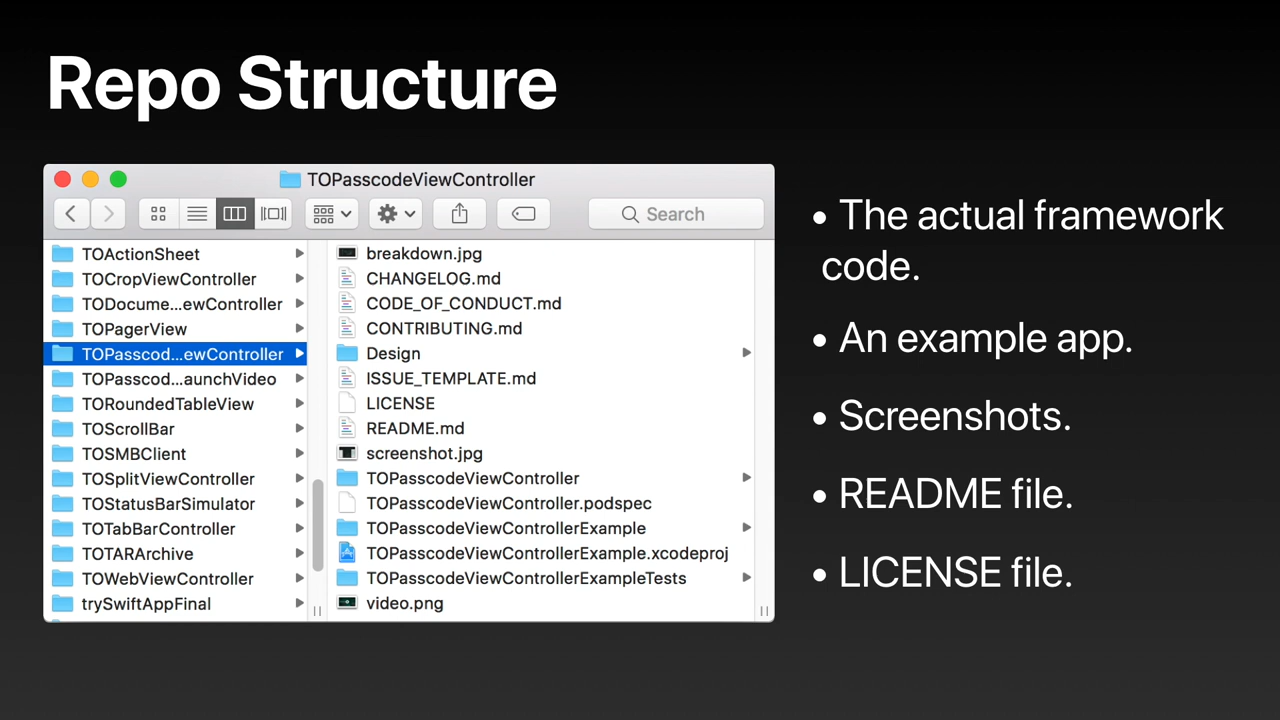 Repo Structure
TOPasscodeViewController
Search
TOActionSheet
TOCropViewController
TODocume...ewController
TOPagerView
TOPasscod...ewController
TOPasscod...aunchVideo
TORoundedTableView
TOScrollBar
TOSMBClient
TOSplitViewController
TOStatusBarSimulator
TOTabBarController
TOTARArchive
TOWebViewController
trySwiftAppFinal
breakdown.jpg
CHANGELOG.md
CODE_OF_CONDUCT.md
CONTRIBUTING.md
Design
ISSUE_TEMPLATE.md
LICENSE
README.md
screenshot.jpg
TOPasscodeViewController
TOPasscodeViewController.podspec
TOPasscodeViewControllerExample
TOPasscodeViewControllerExample.xcodeproj
TOPasscodeViewControllerExampleTests
video.png
• The actual framework
code.
• An example app.
• Screenshots.
• README file.
• LICENSE file.